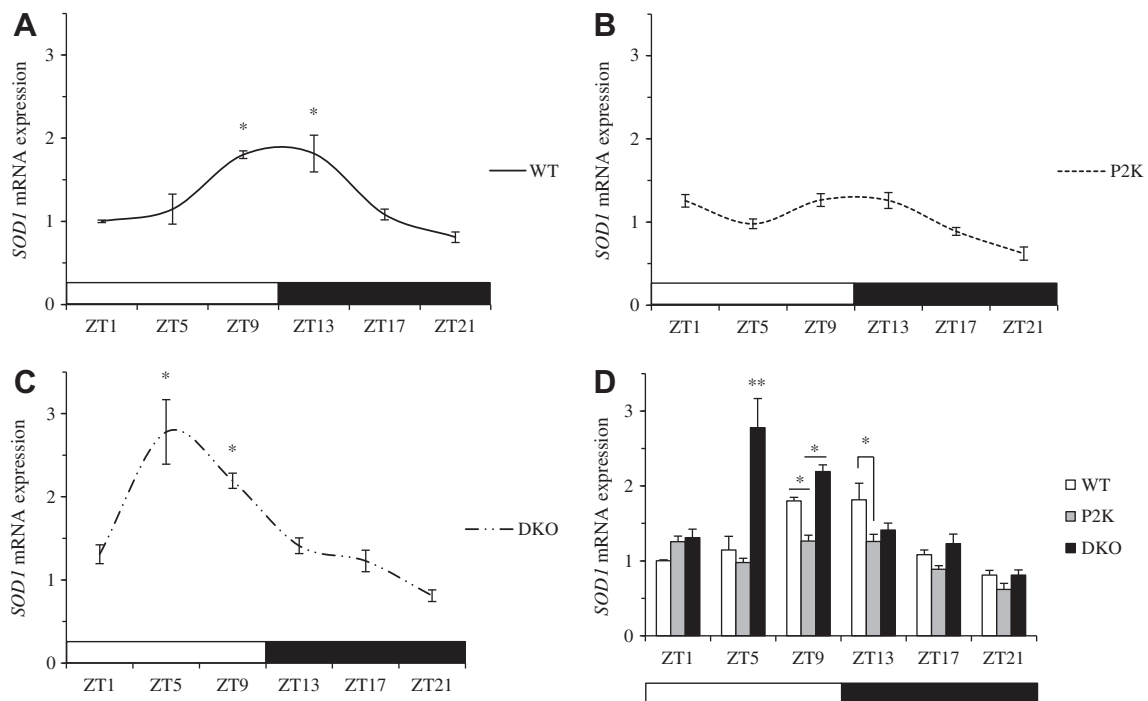 A
SOD1 mRNA expression
3
2
1
0
* *
ZT1 ZT5 ZT9 ZT13 ZT17 ZT21
WT
B
SOD1 mRNA expression
3
2
1
0
ZT1 ZT5 ZT9 ZT13 ZT17 ZT21
P2K
C
SOD1 mRNA expression
3
2
1
0
* *
ZT1 ZT5 ZT9 ZT13 ZT17 ZT21
DKO
D
SOD1 mRNA expression
3
2
1
0
** * * *
ZT1 ZT5 ZT9 ZT13 ZT17 ZT21
WT
P2K
DKO